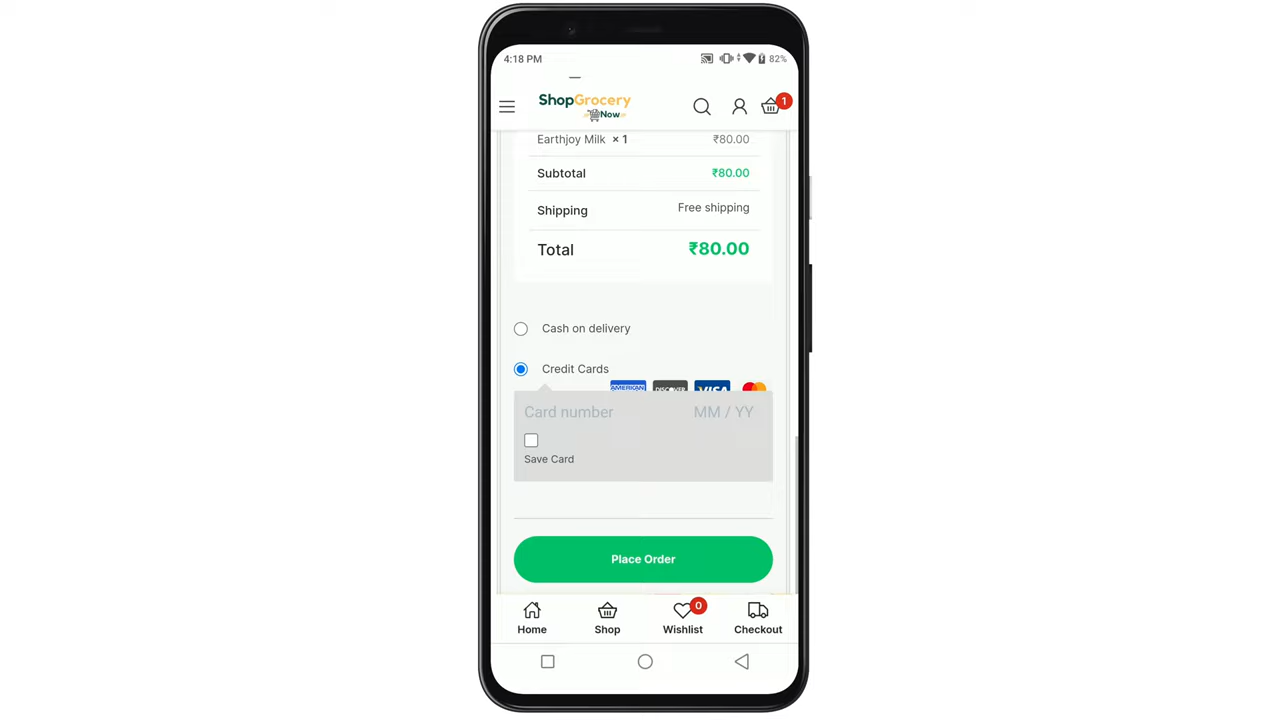 4:18 PM 82%
ShopGrocery
Now
1
Earthjoy Milk × 1 ₹80.00
Subtotal ₹80.00
Shipping Free shipping
Total ₹80.00
Cash on delivery
Credit Cards
AMERICAN DISCOVER VISA
Card number MM / YY
Save Card
Place Order
0
Home Shop Wishlist Checkout